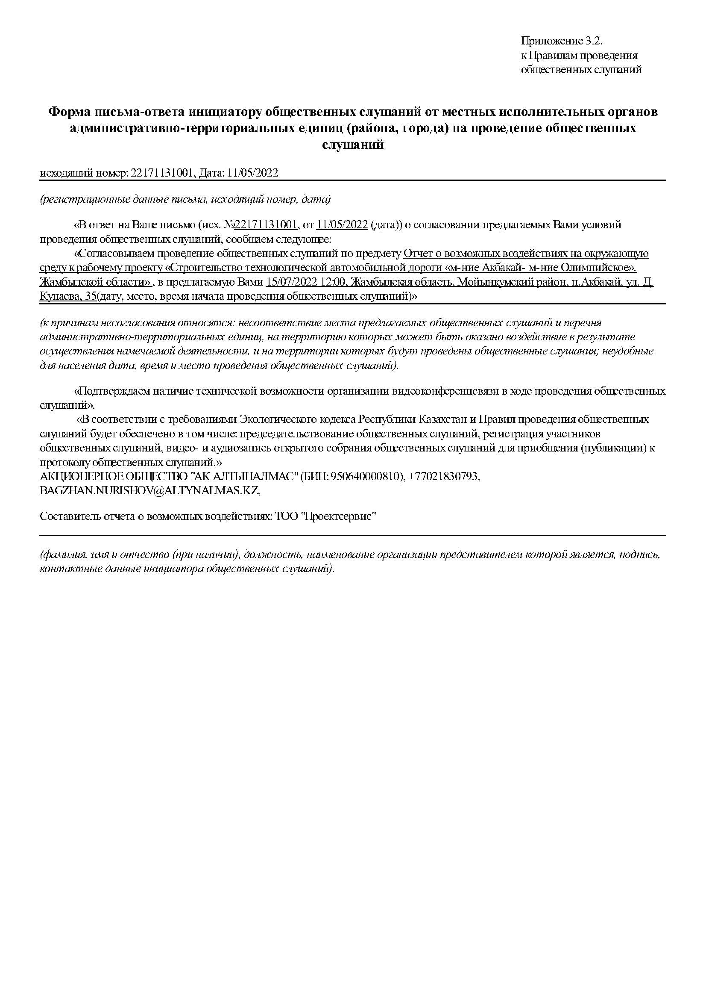 Приложение 3.2.
к Правилам проведения
общественных слушаний
Форма письма-ответа инициатору общественных слушаний от местных исполнительных органов
административно-территориальных единиц (района, города) на проведение общественных
слушаний
исходящий номер: 22171131001, Дата: 11/05/2022
(регистрационные данные письма, исходящий номер, дата)
«В ответ на Ваше письмо (исх. №22171131001, от 11/05/2022 (дата)) о согласовании предлагаемых Вами условий
проведения общественных слушаний, сообщаем следующее:
«Согласовываем проведение общественных слушаний по предмету Отчет о возможных воздействиях на окружающую
среду к рабочему проекту «Строительство технологической автомобильной дороги «м-ние Акбакай- м-ние Олимпийское».
Жамбылской области» , в предлагаемую Вами 15/07/2022 12:00, Жамбылская область, Мойынкумский район, п.Акбакай, ул. Д.
Кунаева, 35(дату, место, время начала проведения общественных слушаний)»
(к причинам несогласования относятся: несоответствие места предлагаемых общественных слушаний и перечня
административно-территориальных единиц, на территорию которых может быть оказано воздействие в результате
осуществления намечаемой деятельности, и на территории которых будут проведены общественные слушания; неудобные
для населения дата, время и место проведения общественных слушаний).
«Подтверждаем наличие технической возможности организации видеоконференцсвязи в ходе проведения общественных
слушаний».
«В соответствии с требованиями Экологического кодекса Республики Казахстан и Правил проведения общественных
слушаний будет обеспечено в том числе: председательствование общественных слушаний, регистрация участников
общественных слушаний, видео- и аудиозапись открытого собрания общественных слушаний для приобщения (публикации) к
протоколу общественных слушаний.»
АКЦИОНЕРНОЕ ОБЩЕСТВО "АК АЛТЫНАЛМАС" (БИН: 950640000810), +77021830793,
BAGZHAN.NURISHOV@ALTYNALMAS.KZ,
Составитель отчета о возможных воздействиях: ТОО "Проектсервис"
(фамилия, имя и отчество (при наличии), должность, наименование организации представителем которой является, подпись,
контактные данные инициатора общественных слушаний).